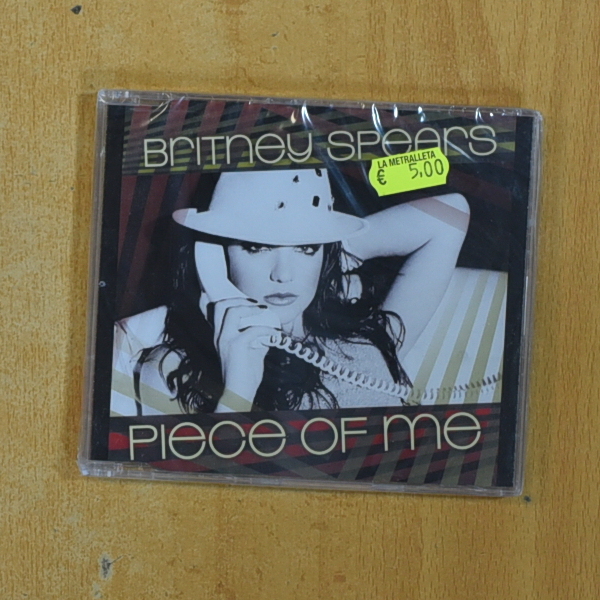 BRITNEY SPEARS
LA METRALLETA
€ 5,00
PIECE OF ME